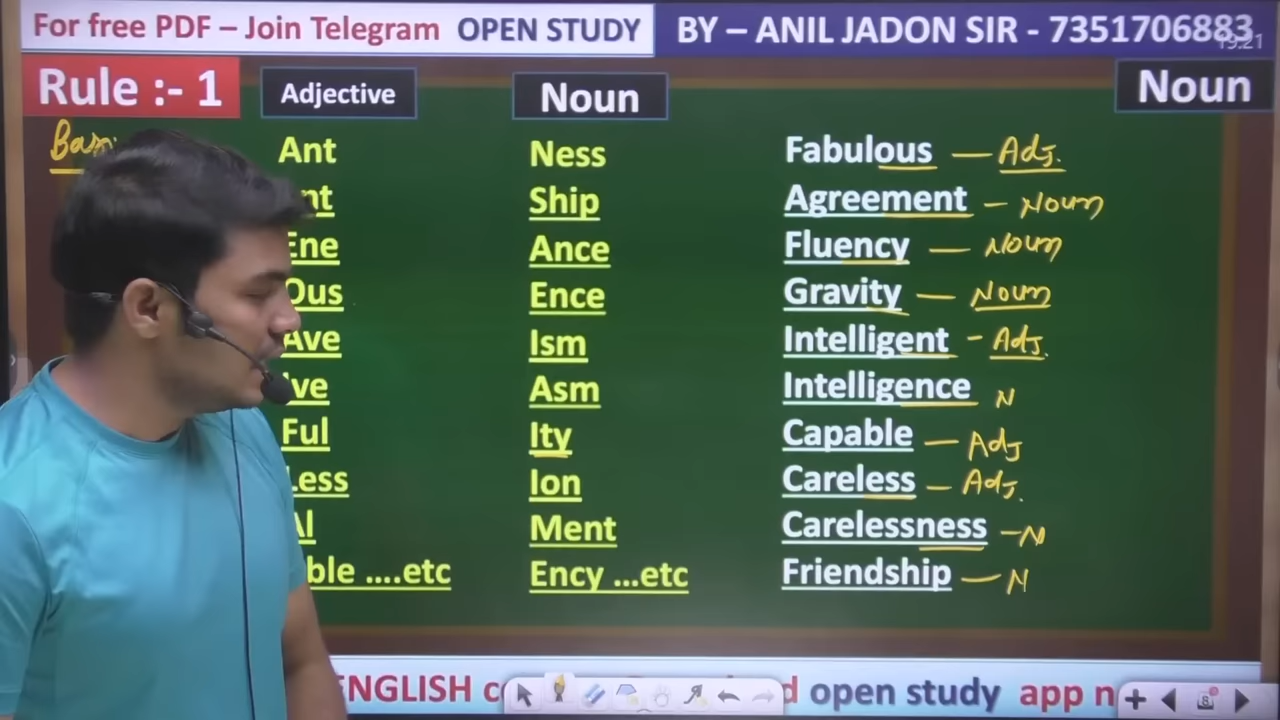 For free PDF – Join Telegram OPEN STUDY BY – ANIL JADON SIR - 7351706883
19:21
Rule :- 1 Adjective Noun Noun
Ant Ness Fabulous — Adj.
Ship Agreement – Noun
Ene Ance Fluency — Noun
Ous Ence Gravity — Noun
Ave Ism Intelligent - Adj.
Ive Asm Intelligence N
Ful Ity Capable — Adj
Less Ion Careless — Adj.
Al Ment Carelessness – N
ble ....etc Ency ...etc Friendship — N
ENGLISH open study app
8